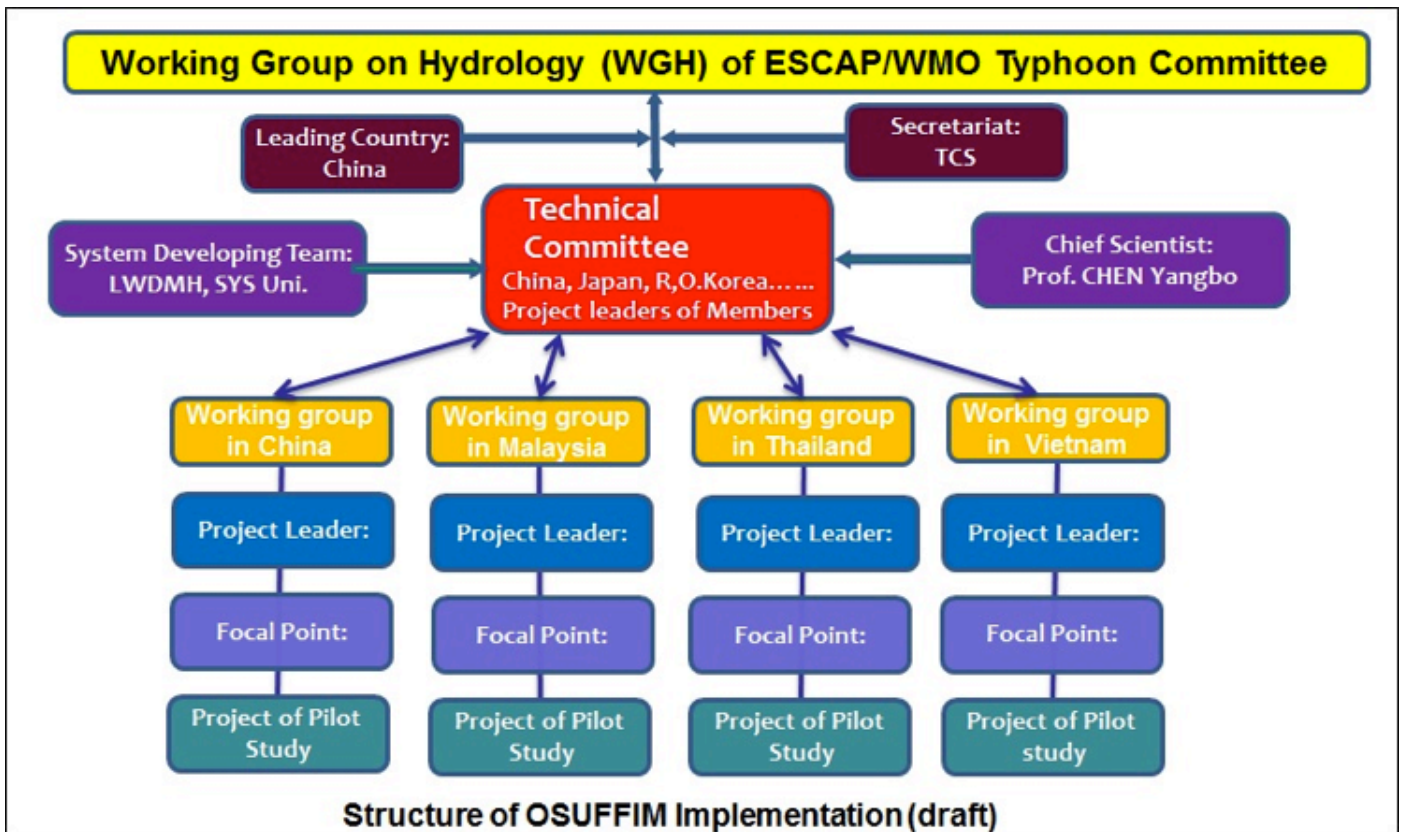 Working Group on Hydrology (WGH) of ESCAP/WMO Typhoon Committee
Leading Country:
China
Secretariat:
TCS
Technical
Committee
China, Japan, R,O.Korea…...
Project leaders of Members
System Developing Team:
LWDMH, SYS Uni.
Chief Scientist:
Prof. CHEN Yangbo
Working group
in China
Working group
in Malaysia
Working group
in Thailand
Working group
in Vietnam
Project Leader:
Project Leader:
Project Leader:
Project Leader:
Focal Point:
Focal Point:
Focal Point:
Focal Point:
Project of Pilot
Study
Project of Pilot
Study
Project of Pilot
Study
Project of Pilot
study
Structure of OSUFFIM Implementation (draft)